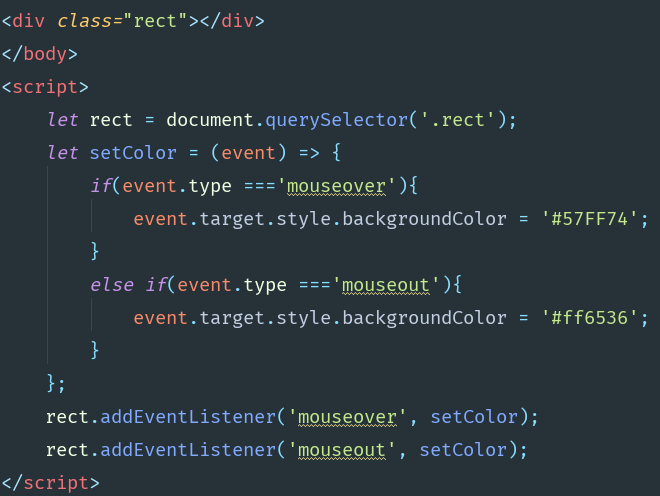 <div class="rect"></div>
</body>
<script>
    let rect = document.querySelector('.rect');
    let setColor = (event) => {
        if(event.type ==='mouseover'){
            event.target.style.backgroundColor = '#57FF74';
        }
        else if(event.type ==='mouseout'){
            event.target.style.backgroundColor = '#ff6536';
        }
    };
    rect.addEventListener('mouseover', setColor);
    rect.addEventListener('mouseout', setColor);
</script>